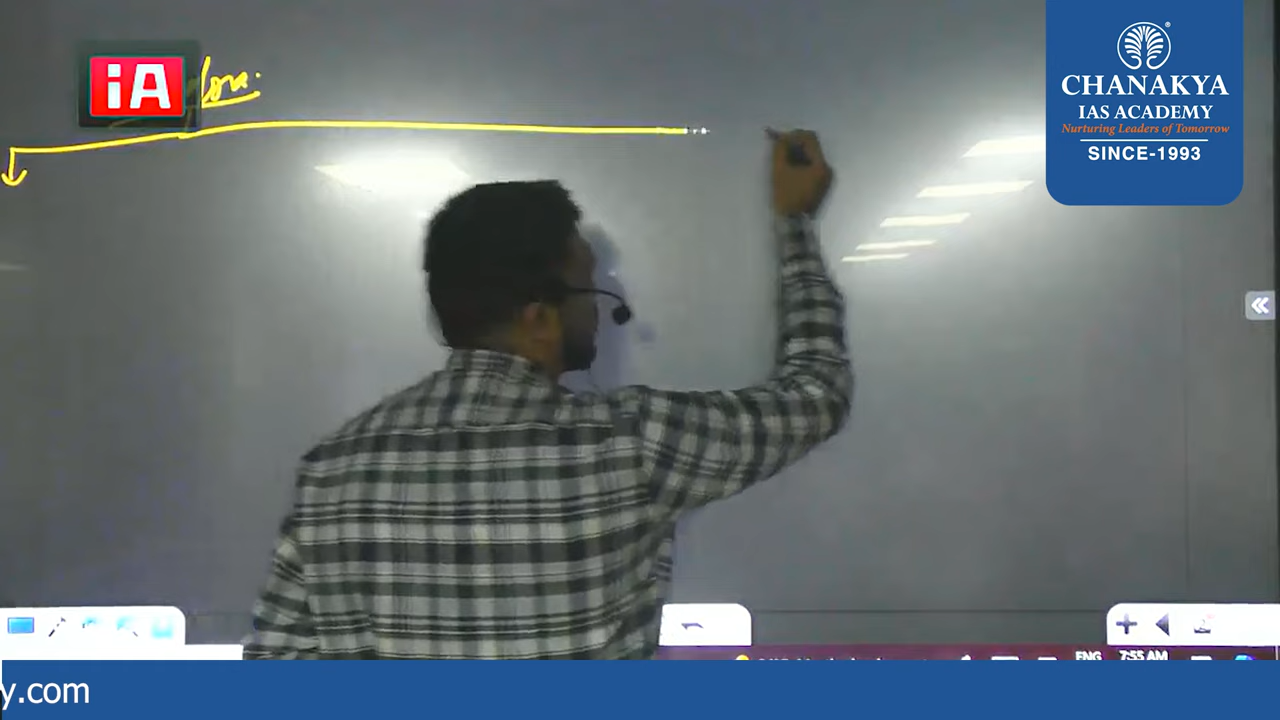 iA
CHANAKYA
IAS ACADEMY
Nurturing Leaders of Tomorrow
SINCE-1993
ENG
7:55 AM
y.com